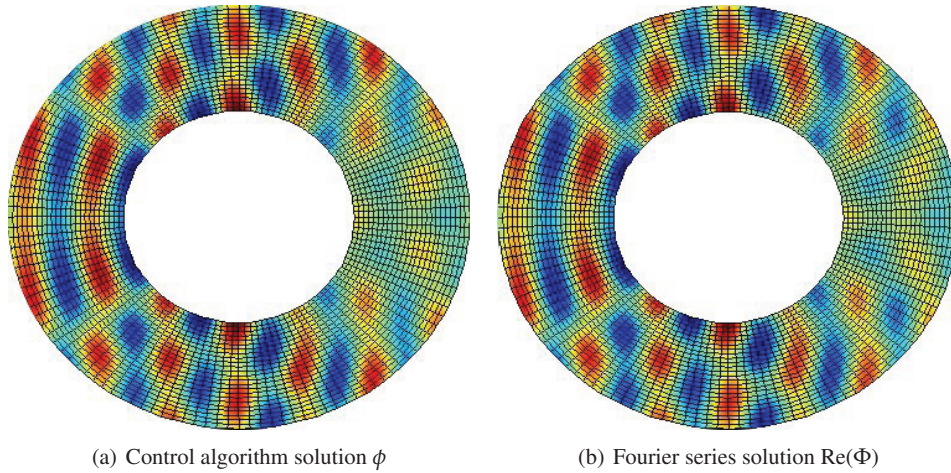 (a) Control algorithm solution ϕ
(b) Fourier series solution Re(Φ)